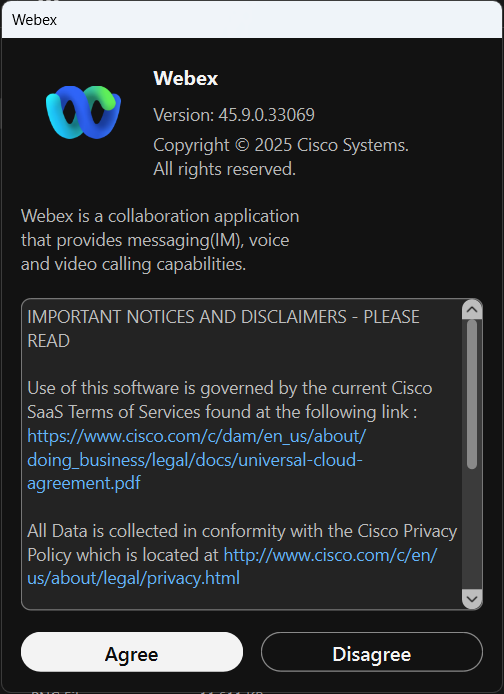 Webex
Webex
Version: 45.9.0.33069
Copyright © 2025 Cisco Systems.
All rights reserved.
Webex is a collaboration application
that provides messaging(IM), voice
and video calling capabilities.
IMPORTANT NOTICES AND DISCLAIMERS - PLEASE
READ
Use of this software is governed by the current Cisco
SaaS Terms of Services found at the following link :
https://www.cisco.com/c/dam/en_us/about/
doing_business/legal/docs/universal-cloud-
agreement.pdf
All Data is collected in conformity with the Cisco Privacy
Policy which is located at http://www.cisco.com/c/en/
us/about/legal/privacy.html
Agree
Disagree